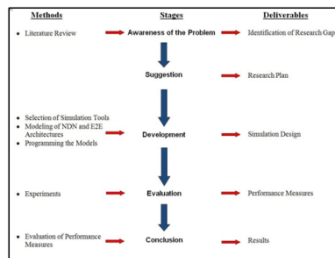 Methods Stages Deliverables
• Literature Review Awareness of the Problem Identification of Research Gap
Suggestion Research Plan
• Selection of Simulation Tools
• Modeling of NDN and E2E
Architectures
• Programming the Models
Development Simulation Design
• Experiments Evaluation Performance Measures
• Evaluation of Performance
Measures
Conclusion Results